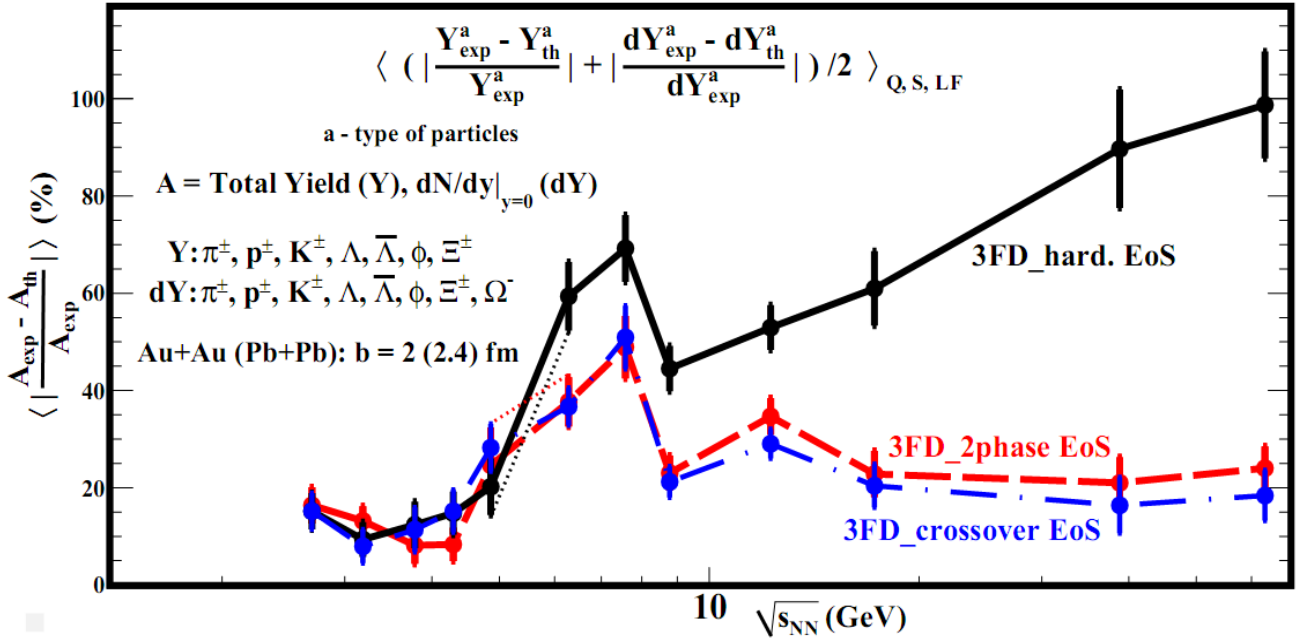 ⟨ ( | (Y^a_exp - Y^a_th) / Y^a_exp | + | (dY^a_exp - dY^a_th) / dY^a_exp | ) /2 ⟩ Q, S, LF
a - type of particles
A = Total Yield (Y), dN/dy|_y=0 (dY)
Y: π±, p±, K±, Λ, Λ̅, ϕ, Ξ±
dY: π±, p±, K±, Λ, Λ̅, ϕ, Ξ±, Ω-
Au+Au (Pb+Pb): b = 2 (2.4) fm
3FD_hard. EoS
3FD_2phase EoS
3FD_crossover EoS
⟨ | (A_exp - A_th) / A_exp | ⟩ (%)
100
80
60
40
20
0
10
√s_NN (GeV)